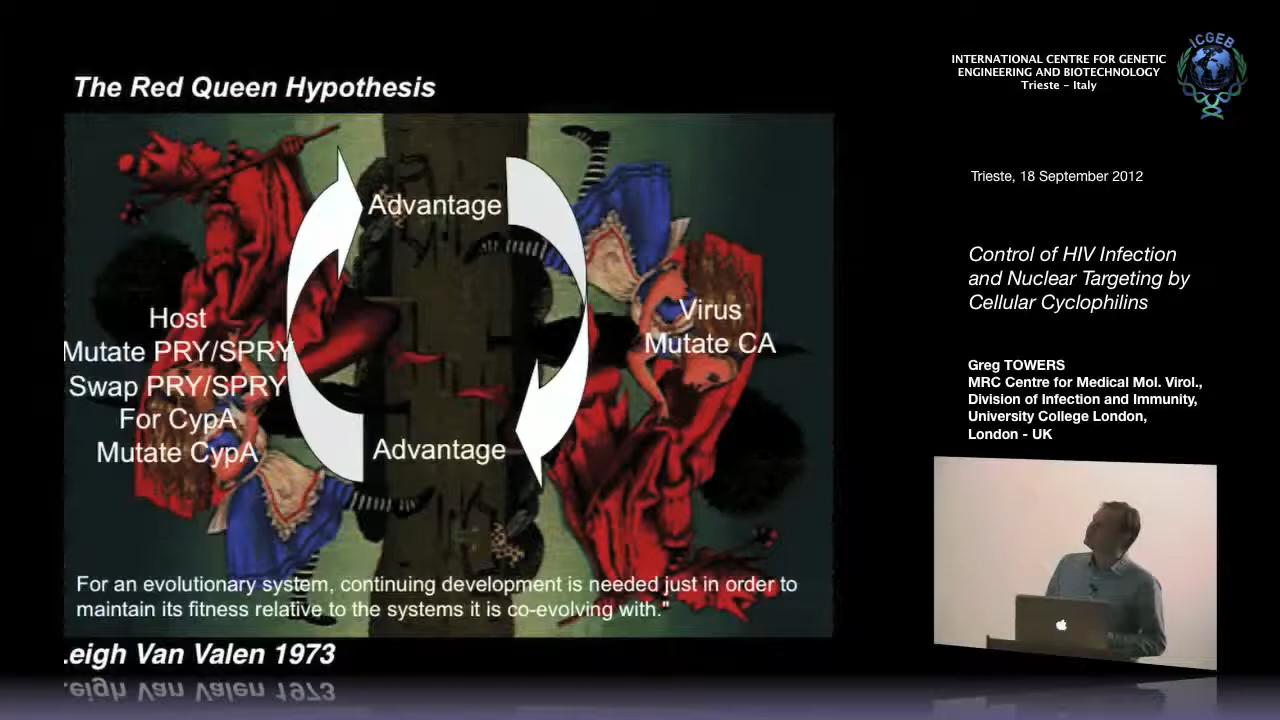 The Red Queen Hypothesis
Advantage
Host
Mutate PRY/SPRY
Swap PRY/SPRY
For CypA
Mutate CypA
Virus
Mutate CA
Advantage
For an evolutionary system, continuing development is needed just in order to
maintain its fitness relative to the systems it is co-evolving with."
eigh Van Valen 1973
ICGEB
INTERNATIONAL CENTRE FOR GENETIC
ENGINEERING AND BIOTECHNOLOGY
Trieste - Italy
Trieste, 18 September 2012
Control of HIV Infection
and Nuclear Targeting by
Cellular Cyclophilins
Greg TOWERS
MRC Centre for Medical Mol. Virol.,
Division of Infection and Immunity,
University College London,
London - UK